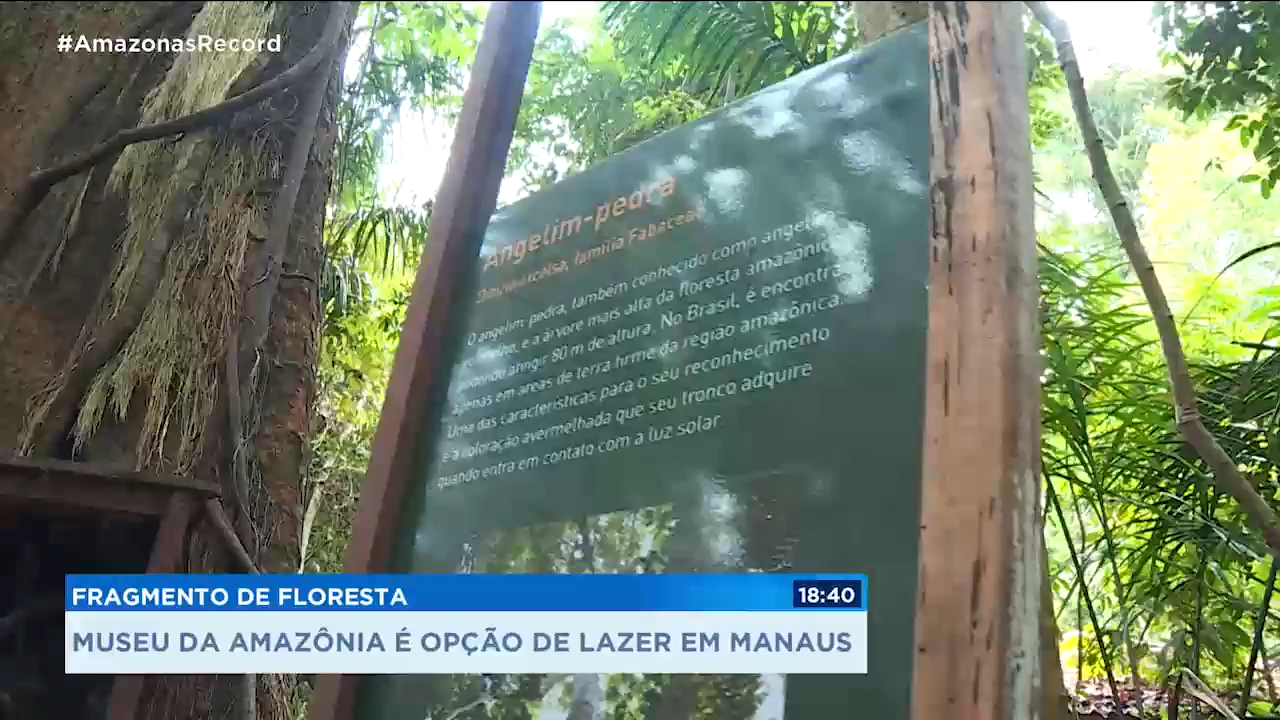 #AmazonasRecord
Angelim-pedra
família Fabaceae
O angelim-pedra, também conhecido como
é a árvore mais alta da floresta amazônica
podendo atingir 80 m de altura. No Brasil, é encontra
apenas em áreas de terra firme da região amazônica.
Uma das características para o seu reconhecimento
é a coloração avermelhada que seu tronco adquire
quando entra em contato com a luz solar
FRAGMENTO DE FLORESTA
18:40
MUSEU DA AMAZÔNIA É OPÇÃO DE LAZER EM MANAUS